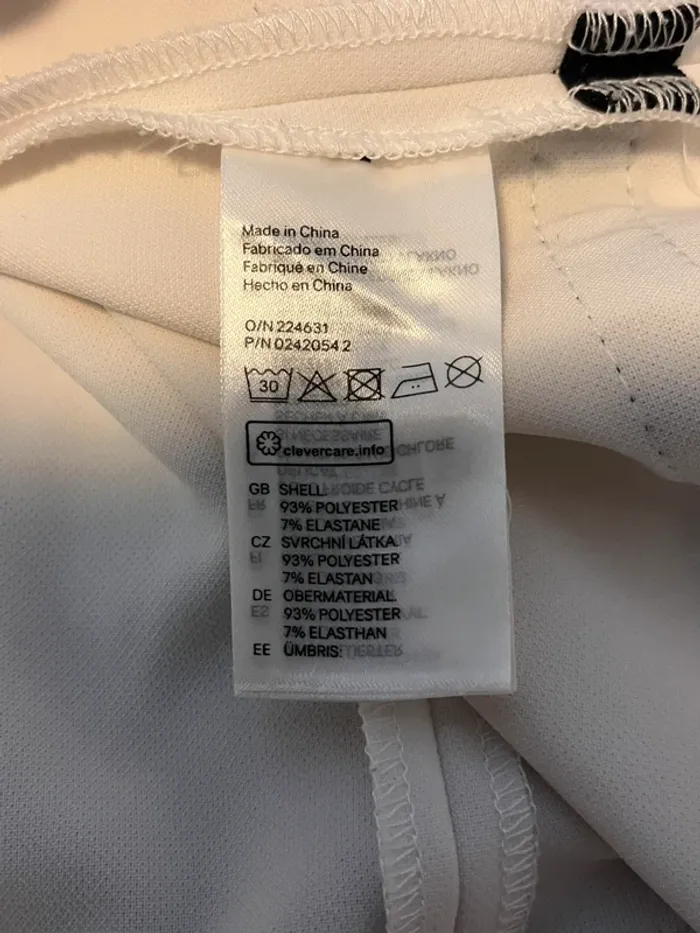 Made in China
Fabricado em China
Fabriqué en Chine
Hecho en China
O/N 224631
P/N 0242054 2
30
clevercare.info
GB SHELL
93% POLYESTER
7% ELASTANE
CZ SVRCHNÍ LÁTKA
93% POLYESTER
7% ELASTAN
DE OBERMATERIAL
93% POLYESTER
7% ELASTHAN
EE ÜMBRIS: